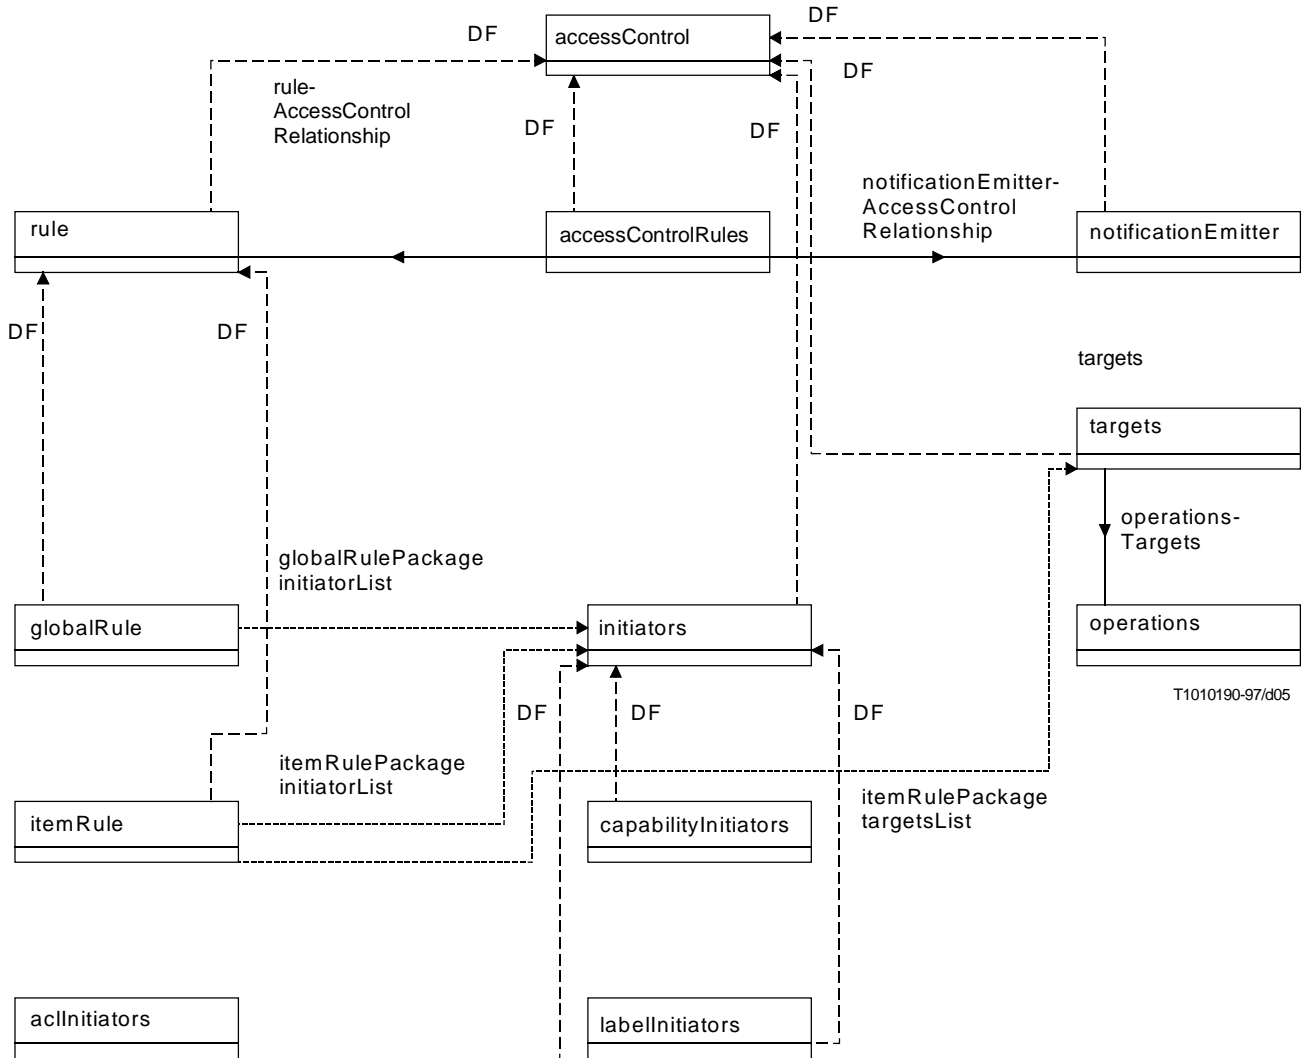 DF
DF
accessControl
DF
rule-
AccessControl
Relationship
DF
DF
notificationEmitter-
AccessControl
Relationship
rule
accessControlRules
notificationEmitter
DF
DF
targets
targets
operations-
Targets
globalRulePackage
initiatorList
globalRule
initiators
operations
T1010190-97/d05
DF
DF
DF
itemRulePackage
initiatorList
itemRulePackage
targetsList
itemRule
capabilityInitiators
aclInitiators
labelInitiators